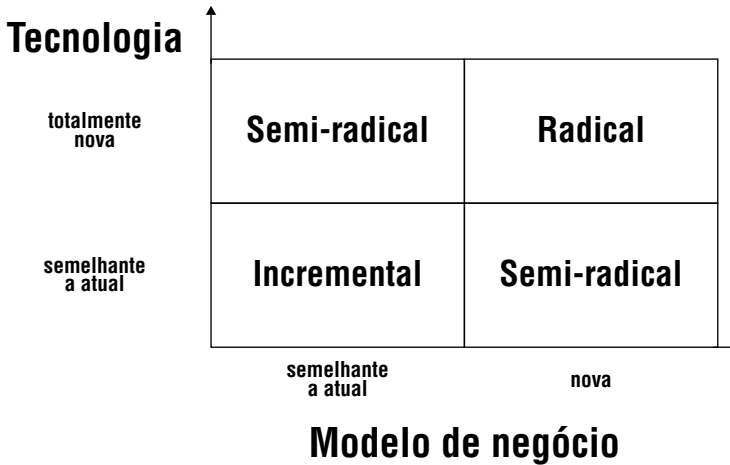 Tecnologia
totalmente
nova
Semi-radical
Radical
semelhante
a atual
Incremental
Semi-radical
semelhante
a atual
nova
Modelo de negócio